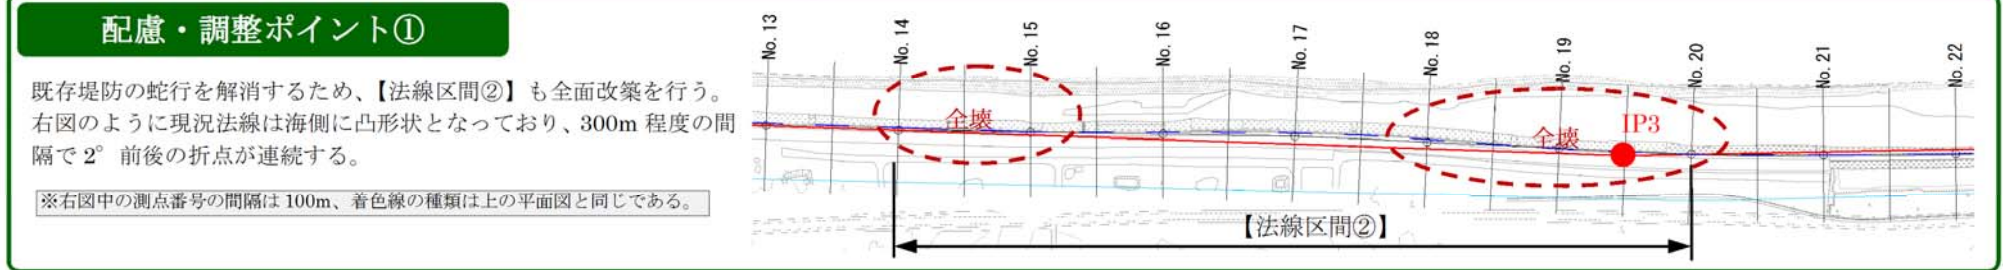 配慮・調整ポイント①
既存堤防の蛇行を解消するため、【法線区間②】も全面改築を行う。
右図のように現況法線は海側に凸形状となっており、300m 程度の間
隔で2°前後の折点が連続する。
※右図中の測点番号の間隔は100m、着色線の種類は上の平面図と同じである。
No. 13
No. 14
No. 15
No. 16
No. 17
No. 18
No. 19
No. 20
No. 21
No. 22
全壊
全壊
IP3
【法線区間②】